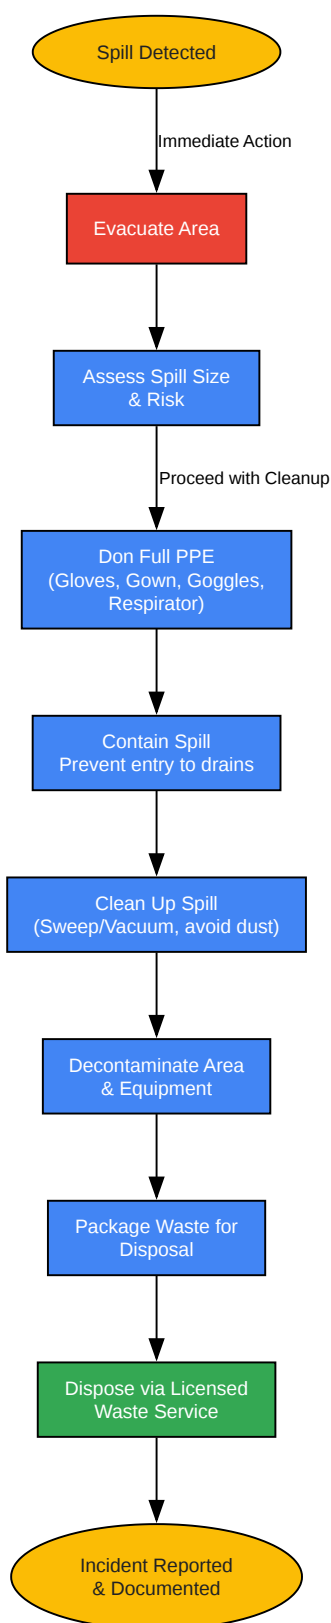 Spill Detected
Immediate Action
Evacuate Area
Assess Spill Size
& Risk
Proceed with Cleanup
Don Full PPE
(Gloves, Gown, Goggles,
Respirator)
Contain Spill
Prevent entry to drains
Clean Up Spill
(Sweep/Vacuum, avoid dust)
Decontaminate Area
& Equipment
Package Waste for
Disposal
Dispose via Licensed
Waste Service
Incident Reported
& Documented